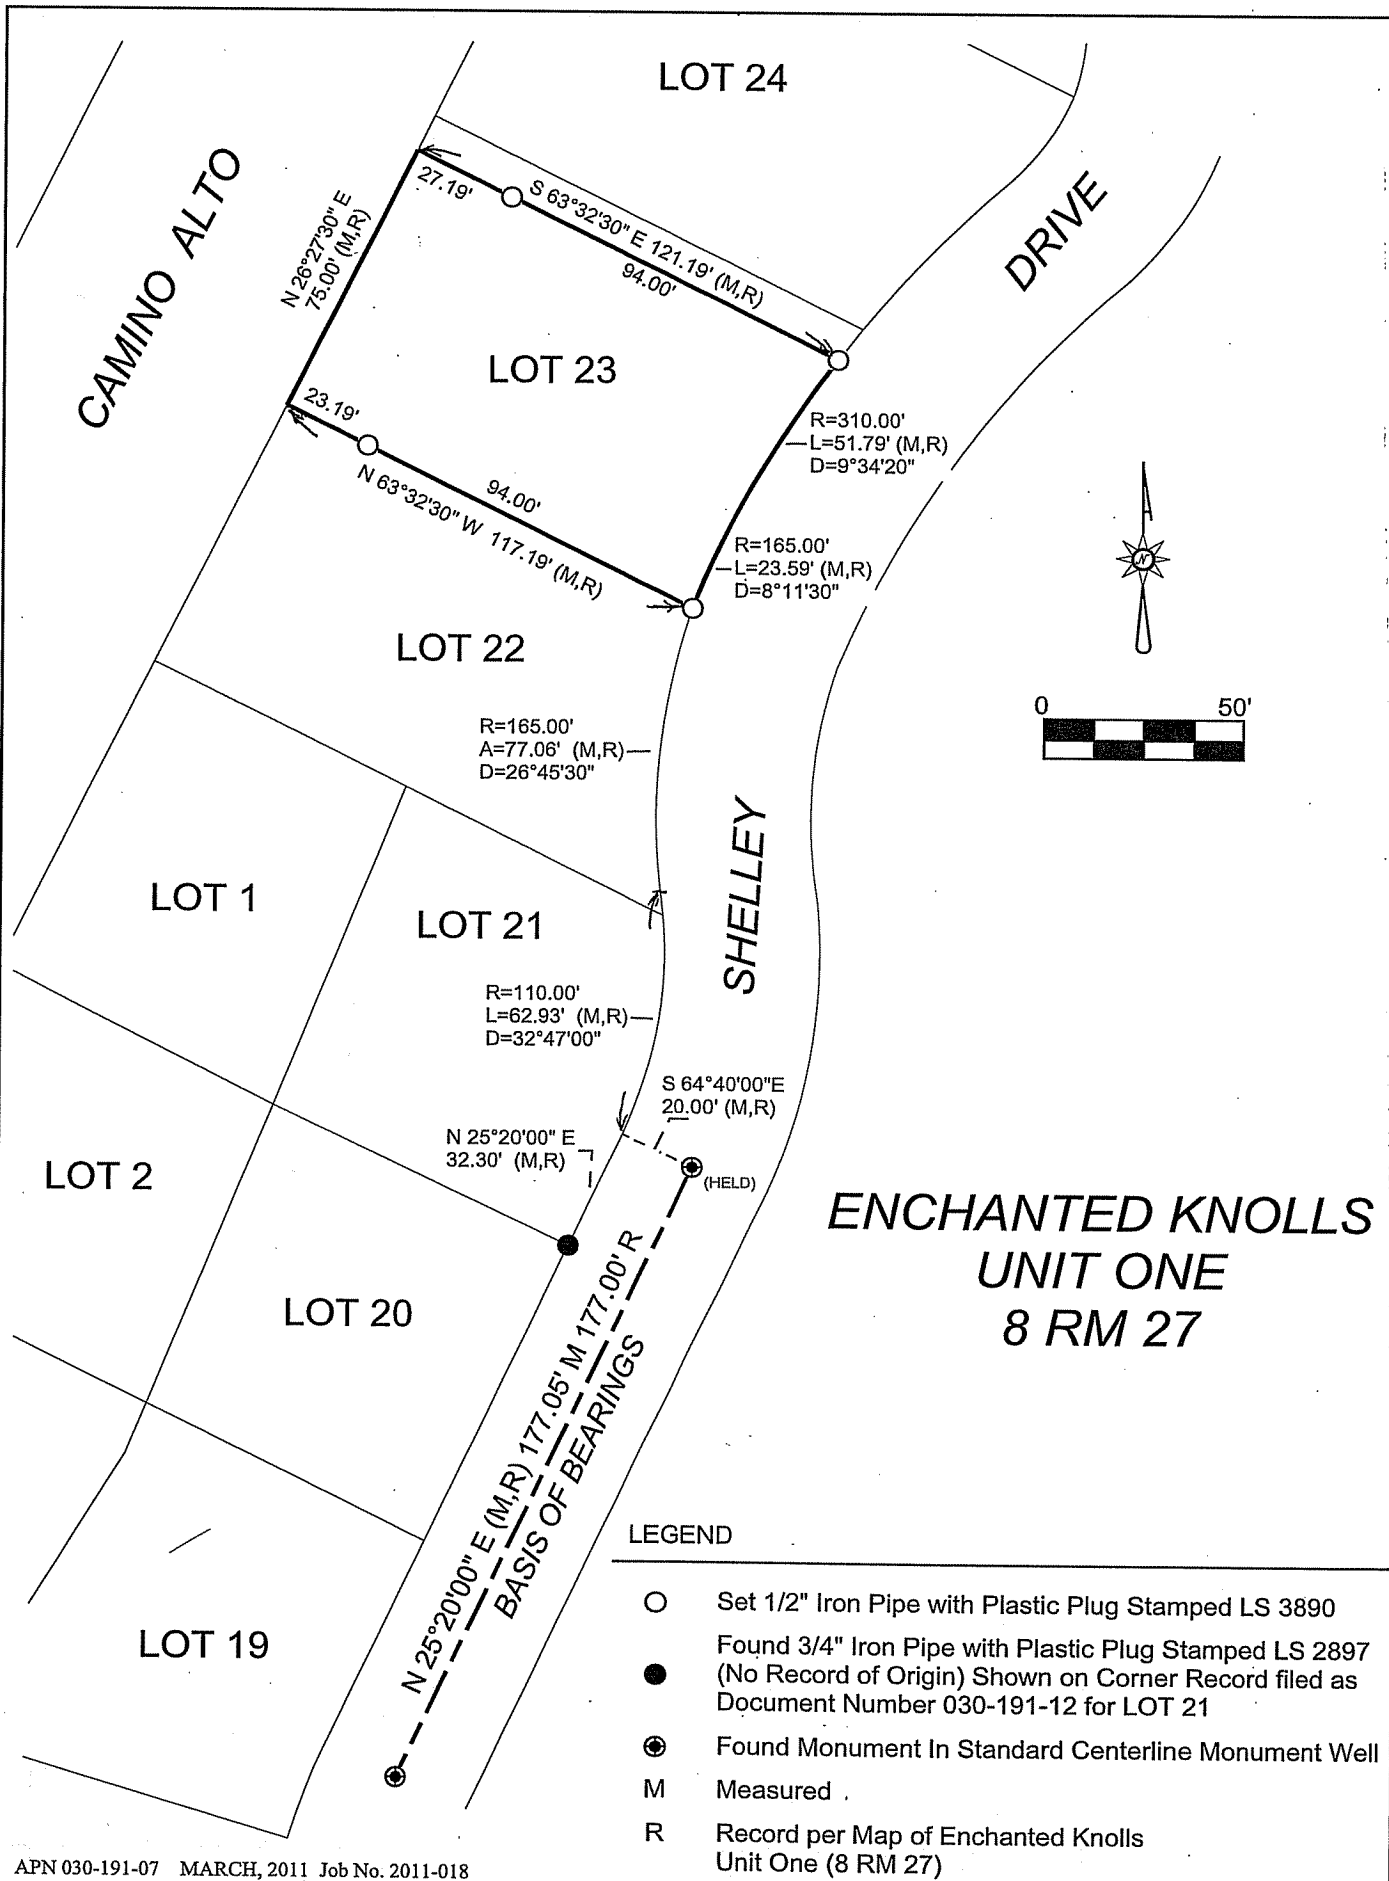 LOT 24
CAMINO ALTO
27.19'
S 63°32'30" E 121.19' (M,R)
94.00'
N 26°27'30" E
75.00' (M,R)
DRIVE
LOT 23
23.19'
R=310.00'
L=51.79' (M,R)
D=9°34'20"
94.00'
N 63°32'30" W 117.19' (M,R)
R=165.00'
L=23.59' (M,R)
D=8°11'30"
N
LOT 22
0 50'
R=165.00'
A=77.06' (M,R)
D=26°45'30"
SHELLEY
LOT 1
LOT 21
R=110.00'
L=62.93' (M,R)
D=32°47'00"
S 64°40'00"E
20.00' (M,R)
N 25°20'00" E
32.30' (M,R)
(HELD)
LOT 2
ENCHANTED KNOLLS
UNIT ONE
8 RM 27
LOT 20
N 25°20'00" E (M,R) 177.05' M 177.00' R
BASIS OF BEARINGS
LOT 19
LEGEND
Set 1/2" Iron Pipe with Plastic Plug Stamped LS 3890
Found 3/4" Iron Pipe with Plastic Plug Stamped LS 2897
(No Record of Origin) Shown on Corner Record filed as
Document Number 030-191-12 for LOT 21
Found Monument In Standard Centerline Monument Well
M Measured
R Record per Map of Enchanted Knolls
Unit One (8 RM 27)
APN 030-191-07 MARCH, 2011 Job No. 2011-018